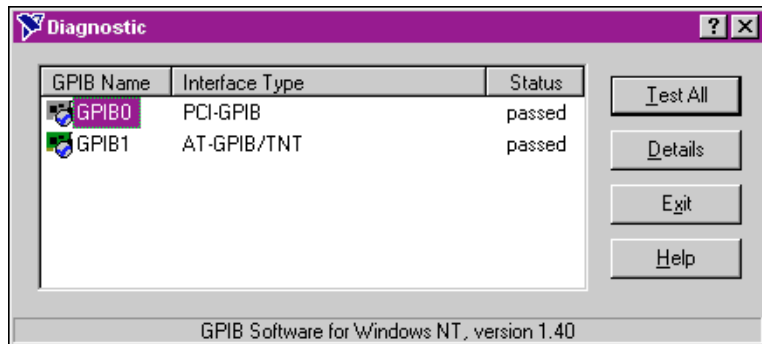 Diagnostic
GPIB Name Interface Type Status
GPIB0 PCI-GPIB passed
GPIB1 AT-GPIB/TNT passed
Test All
Details
Exit
Help
GPIB Software for Windows NT, version 1.40